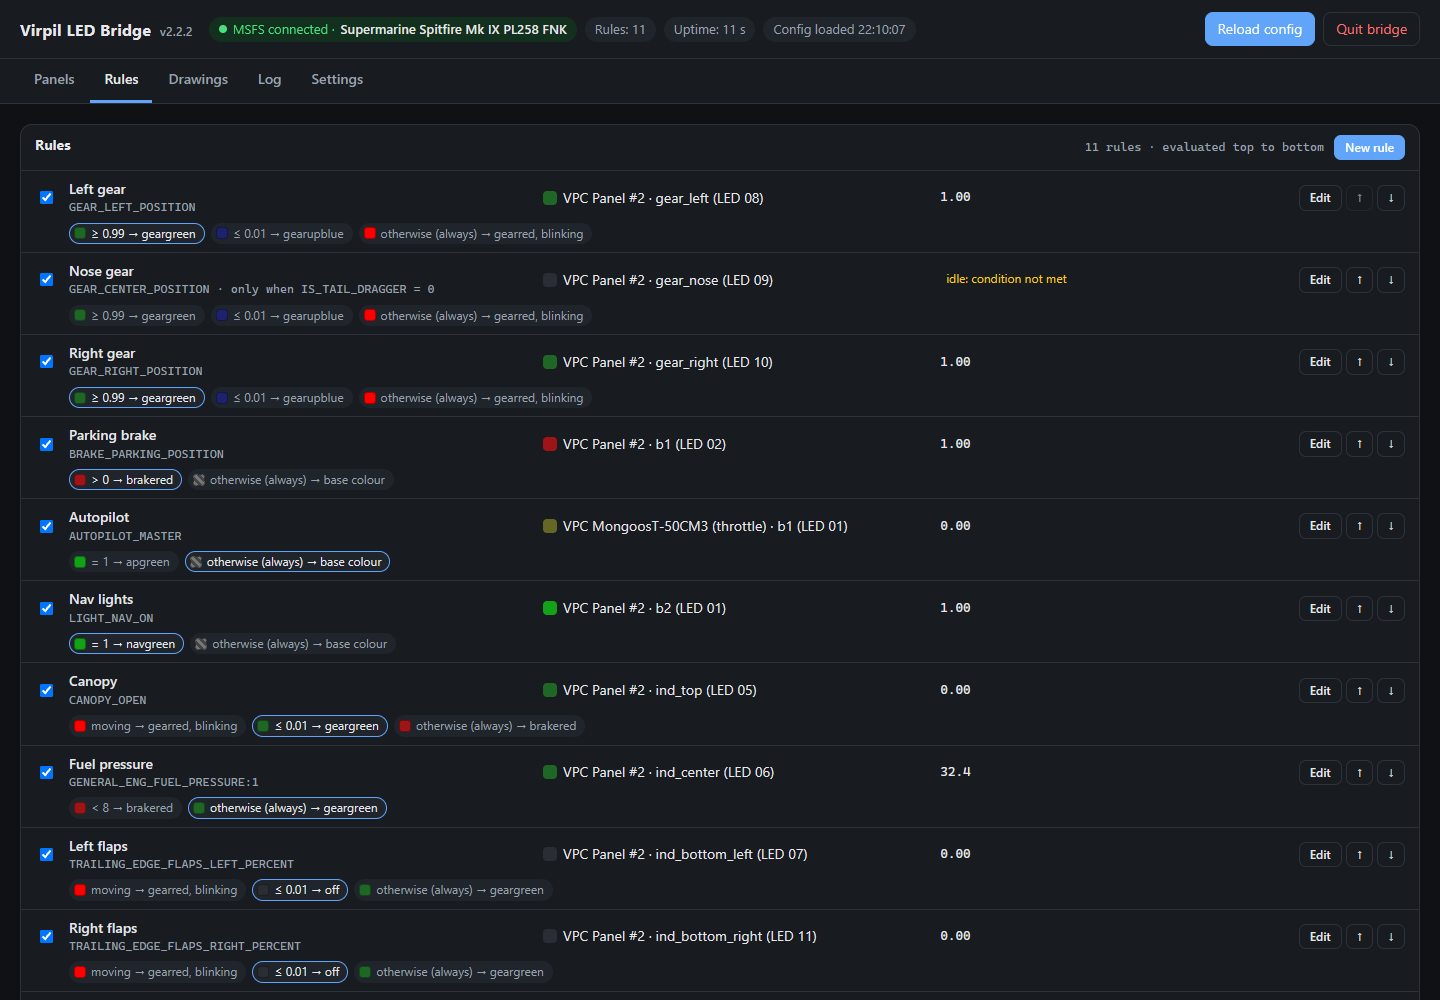 Virpil LED Bridge v2.2.2 MSFS connected · Supermarine Spitfire Mk IX PL258 FNK Rules: 11 Uptime: 11 s Config loaded 22:10:07 Reload config Quit bridge
Panels Rules Drawings Log Settings
Rules 11 rules · evaluated top to bottom New rule
Left gear
GEAR_LEFT_POSITION
VPC Panel #2 · gear_left (LED 08) 1.00 Edit ↑ ↓
≥ 0.99 → geargreen ≤ 0.01 → gearupblue otherwise (always) → gearred, blinking
Nose gear
GEAR_CENTER_POSITION · only when IS_TAIL_DRAGGER = 0
VPC Panel #2 · gear_nose (LED 09) idle: condition not met Edit ↑ ↓
≥ 0.99 → geargreen ≤ 0.01 → gearupblue otherwise (always) → gearred, blinking
Right gear
GEAR_RIGHT_POSITION
VPC Panel #2 · gear_right (LED 10) 1.00 Edit ↑ ↓
≥ 0.99 → geargreen ≤ 0.01 → gearupblue otherwise (always) → gearred, blinking
Parking brake
BRAKE_PARKING_POSITION
VPC Panel #2 · b1 (LED 02) 1.00 Edit ↑ ↓
> 0 → brakered otherwise (always) → base colour
Autopilot
AUTOPILOT_MASTER
VPC MongoosT-50CM3 (throttle) · b1 (LED 01) 0.00 Edit ↑ ↓
= 1 → apgreen otherwise (always) → base colour
Nav lights
LIGHT_NAV_ON
VPC Panel #2 · b2 (LED 01) 1.00 Edit ↑ ↓
= 1 → navgreen otherwise (always) → base colour
Canopy
CANOPY_OPEN
VPC Panel #2 · ind_top (LED 05) 0.00 Edit ↑ ↓
moving → gearred, blinking ≤ 0.01 → geargreen otherwise (always) → brakered
Fuel pressure
GENERAL_ENG_FUEL_PRESSURE:1
VPC Panel #2 · ind_center (LED 06) 32.4 Edit ↑ ↓
< 8 → brakered otherwise (always) → geargreen
Left flaps
TRAILING_EDGE_FLAPS_LEFT_PERCENT
VPC Panel #2 · ind_bottom_left (LED 07) 0.00 Edit ↑ ↓
moving → gearred, blinking ≤ 0.01 → off otherwise (always) → geargreen
Right flaps
TRAILING_EDGE_FLAPS_RIGHT_PERCENT
VPC Panel #2 · ind_bottom_right (LED 11) 0.00 Edit ↑ ↓
moving → gearred, blinking ≤ 0.01 → off otherwise (always) → geargreen